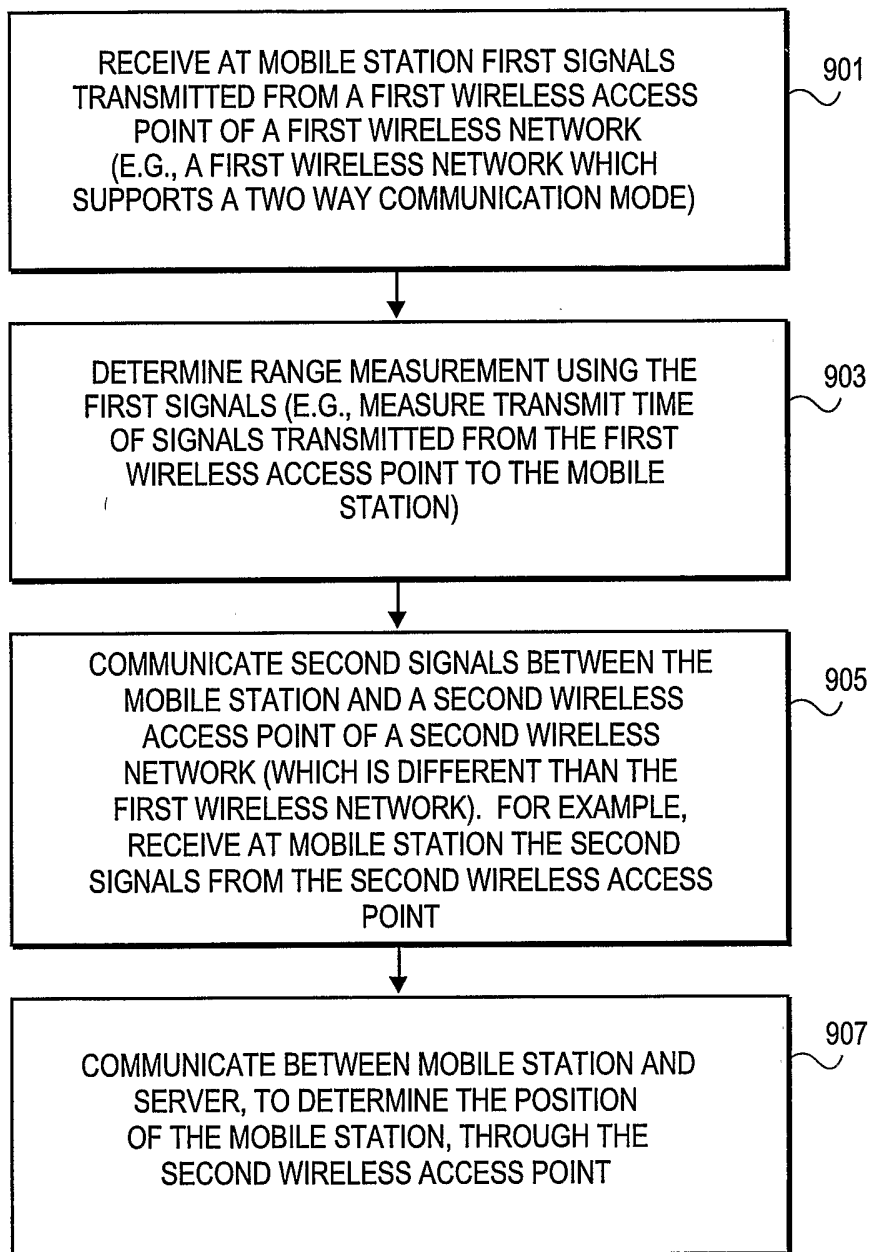 RECEIVE AT MOBILE STATION FIRST SIGNALS
TRANSMITTED FROM A FIRST WIRELESS ACCESS
POINT OF A FIRST WIRELESS NETWORK
(E.G., A FIRST WIRELESS NETWORK WHICH
SUPPORTS A TWO WAY COMMUNICATION MODE)
901
DETERMINE RANGE MEASUREMENT USING THE
FIRST SIGNALS (E.G., MEASURE TRANSMIT TIME
OF SIGNALS TRANSMITTED FROM THE FIRST
WIRELESS ACCESS POINT TO THE MOBILE
STATION)
903
COMMUNICATE SECOND SIGNALS BETWEEN THE
MOBILE STATION AND A SECOND WIRELESS
ACCESS POINT OF A SECOND WIRELESS
NETWORK (WHICH IS DIFFERENT THAN THE
FIRST WIRELESS NETWORK). FOR EXAMPLE,
RECEIVE AT MOBILE STATION THE SECOND
SIGNALS FROM THE SECOND WIRELESS ACCESS
POINT
905
COMMUNICATE BETWEEN MOBILE STATION AND
SERVER, TO DETERMINE THE POSITION
OF THE MOBILE STATION, THROUGH THE
SECOND WIRELESS ACCESS POINT
907